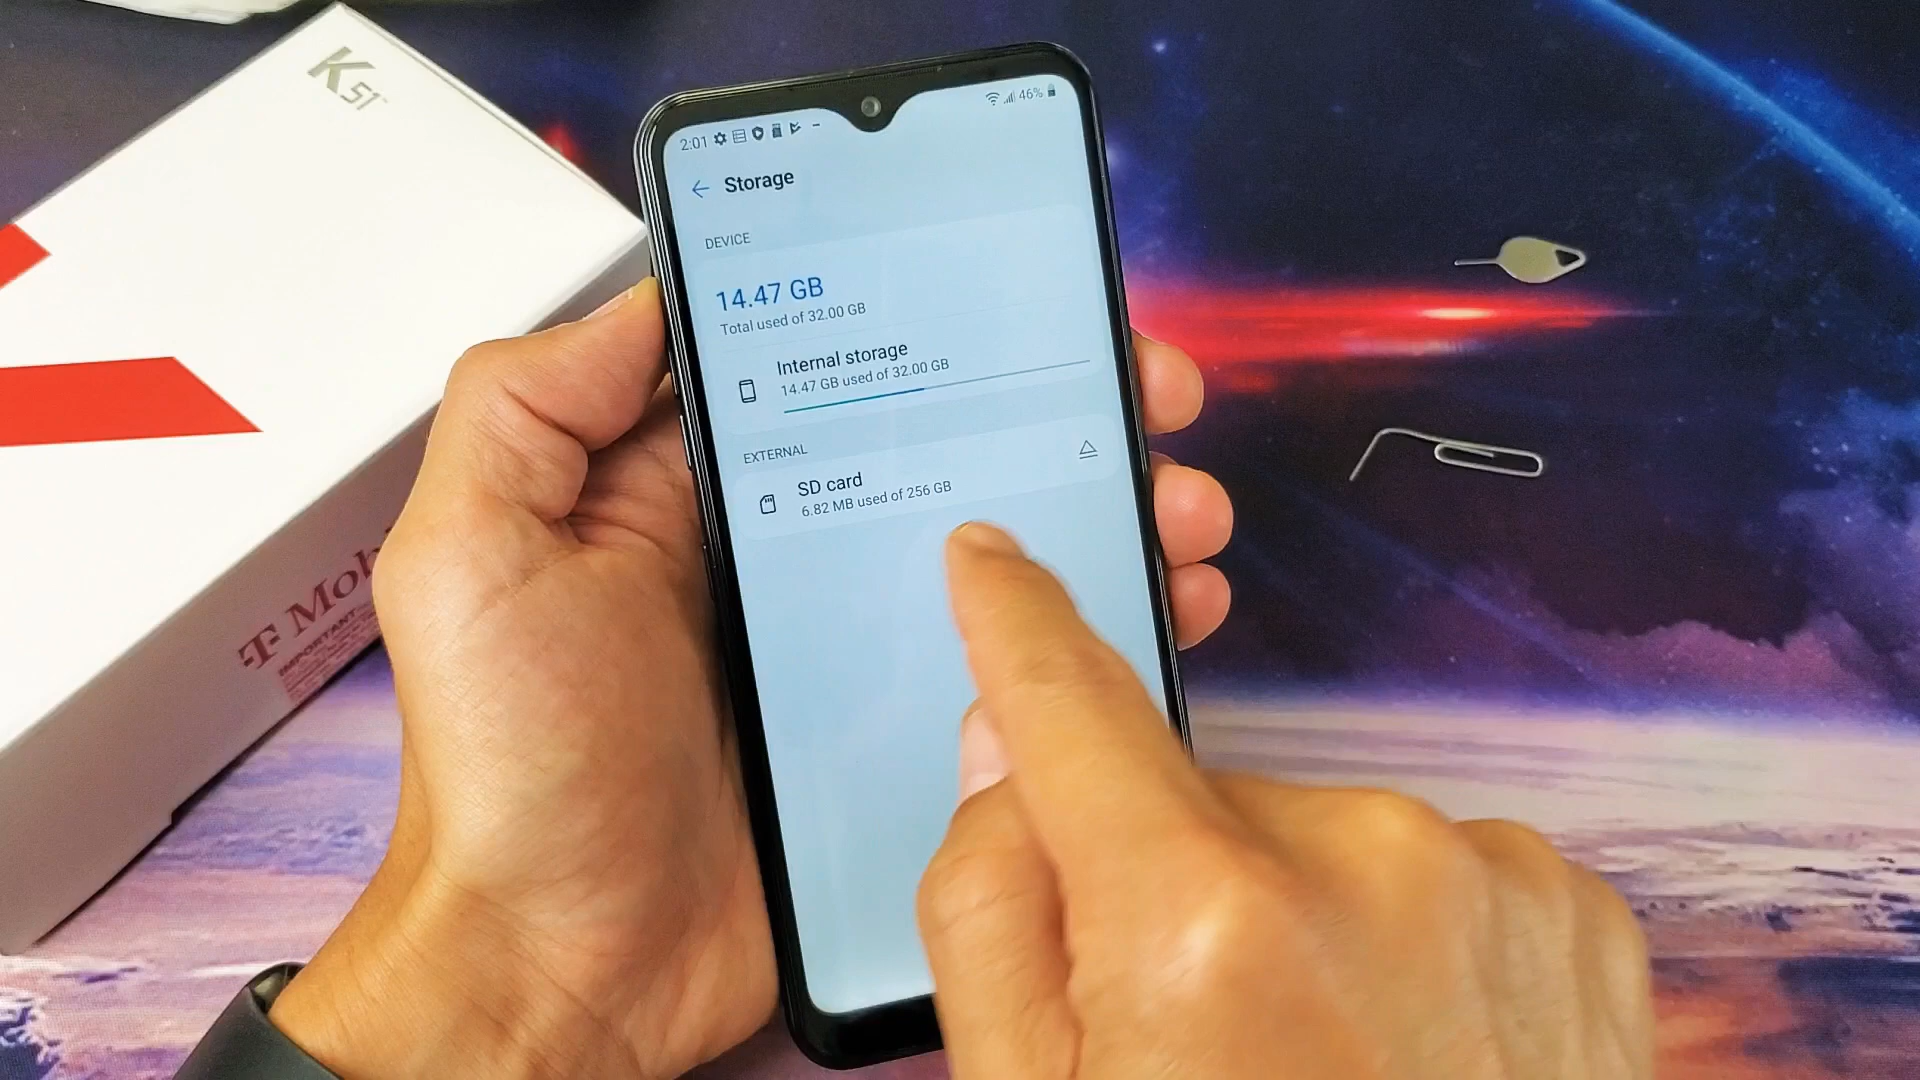 K51
2:01
46%
Storage
DEVICE
14.47 GB
Total used of 32.00 GB
Internal storage
14.47 GB used of 32.00 GB
EXTERNAL
SD card
6.82 MB used of 256 GB
T Mobi
IMPORTANT